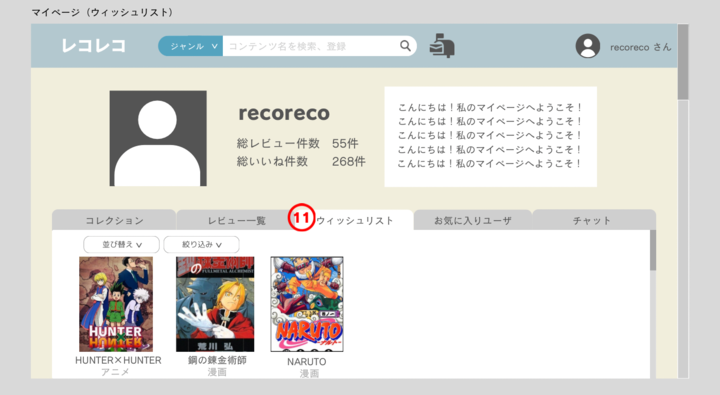 マイページ（ウィッシュリスト）
レコレコ
ジャンル
コンテンツ名を検索、登録
recoreco さん
recoreco
総レビュー件数 55件
総いいね件数 268件
こんにちは！私のマイページへようこそ！
こんにちは！私のマイページへようこそ！
こんにちは！私のマイページへようこそ！
こんにちは！私のマイページへようこそ！
こんにちは！私のマイページへようこそ！
コレクション
レビュー一覧
11
ウィッシュリスト
お気に入りユーザ
チャット
並び替え
絞り込み
HUNTER
HUNTER
の錬金術師
FULLMETAL ALCHEMIST
荒川 弘
NARUTO
HUNTER×HUNTER
アニメ
鋼の錬金術師
漫画
NARUTO
漫画